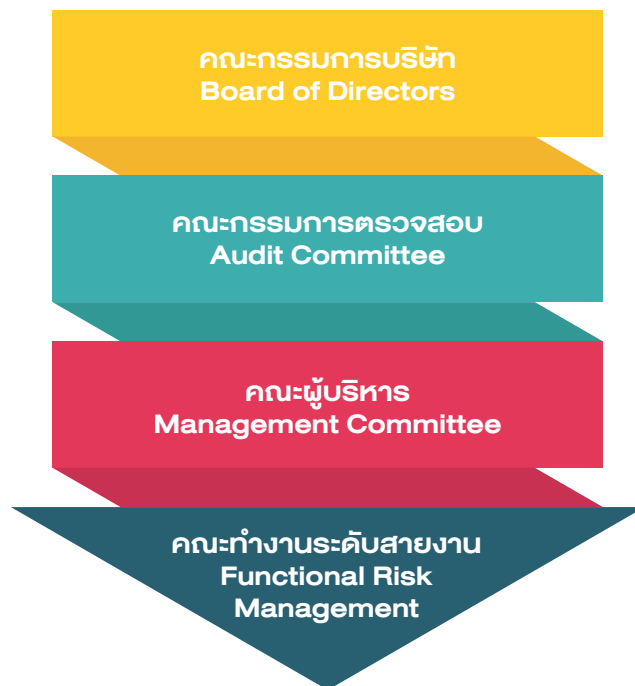 คณะกรรมการบริษัท
Board of Directors
คณะกรรมการตรวจสอบ
Audit Committee
คณะผู้บริหาร
Management Committee
คณะทำงานระดับสายงาน
Functional Risk
Management